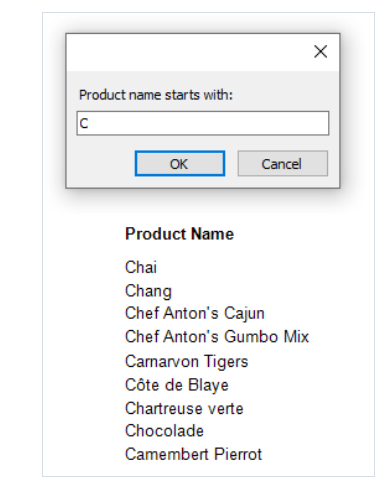 Product name starts with:
C
OK Cancel
Product Name
Chai
Chang
Chef Anton's Cajun
Chef Anton's Gumbo Mix
Carnarvon Tigers
Côte de Blaye
Chartreuse verte
Chocolade
Camembert Pierrot